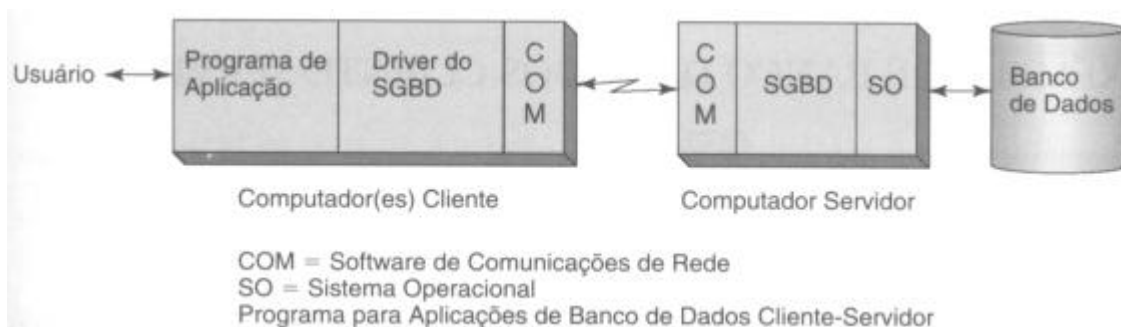 Usuário
Programa de
Aplicação
Driver do
SGBD
C
O
M
C
O
M
SGBD
SO
Banco
de Dados
Computador(es) Cliente
Computador Servidor
COM = Software de Comunicações de Rede
SO = Sistema Operacional
Programa para Aplicações de Banco de Dados Cliente-Servidor